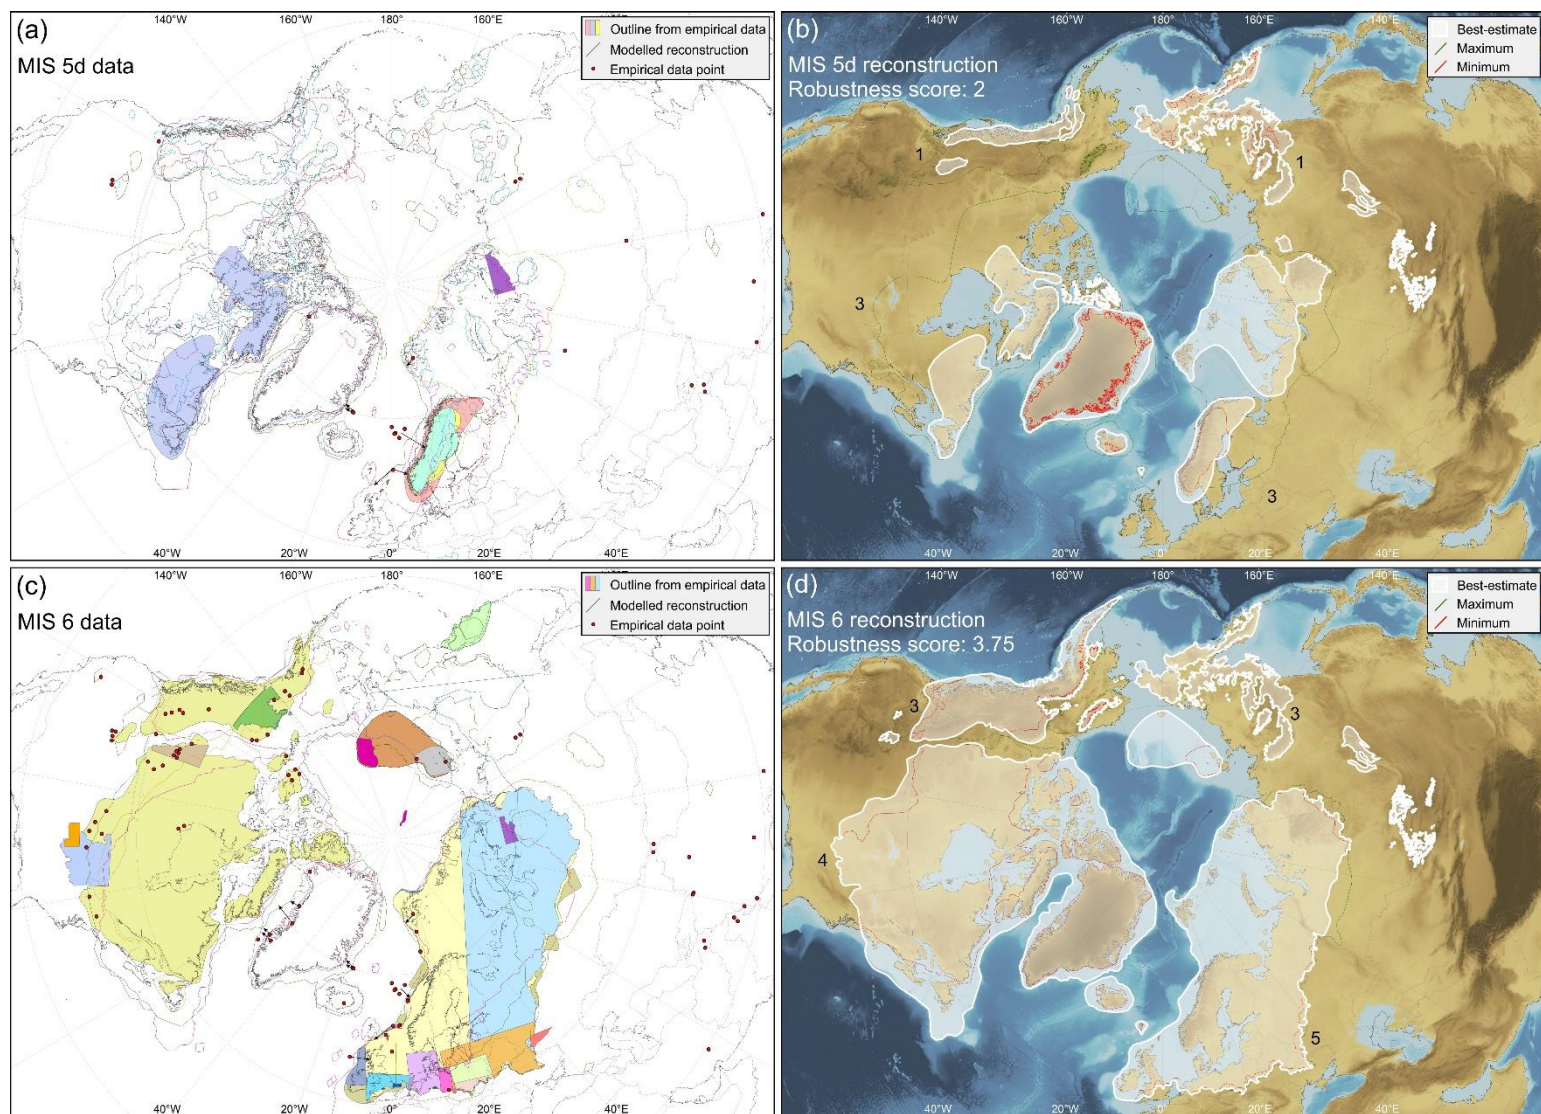 (a)
MIS 5d data
160°W
180°
160°E
Outline from empirical data
Modelled reconstruction
Empirical data point
40°W
20°W
0°
20°E
40°E
(b)
MIS 5d reconstruction
Robustness score: 2
140°W
160°W
180°
160°E
140°E
Best-estimate
Maximum
Minimum
1
1
3
3
40°W
20°W
0°
20°E
40°E
(c)
MIS 6 data
160°W
180°
160°E
Outline from empirical data
Modelled reconstruction
Empirical data point
40°W
20°W
0°
20°E
40°E
(d)
MIS 6 reconstruction
Robustness score: 3.75
140°W
160°W
180°
160°E
140°E
Best-estimate
Maximum
Minimum
3
3
4
5
40°W
20°W
0°
20°E
40°E